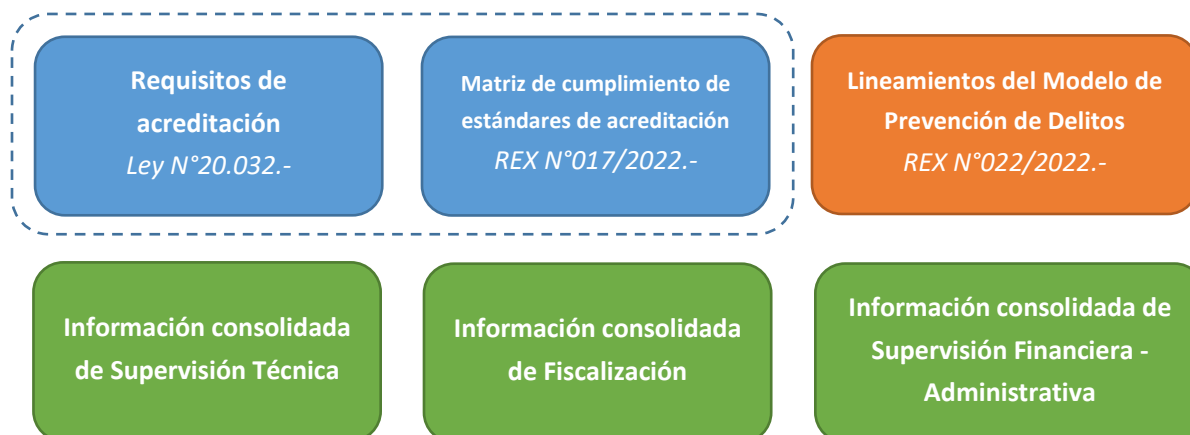 Requisitos de
acreditación
Ley N°20.032.-
Matriz de cumplimiento de
estándares de acreditación
REX N°017/2022.-
Lineamientos del Modelo de
Prevención de Delitos
REX N°022/2022.-
Información consolidada
de Supervisión Técnica
Información consolidada
de Fiscalización
Información consolidada de
Supervisión Financiera -
Administrativa